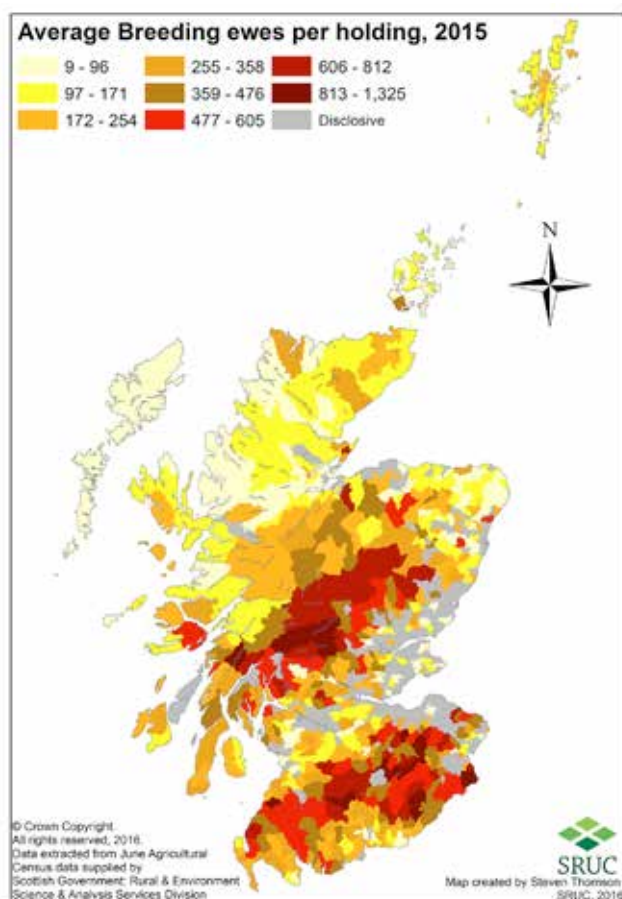 Average Breeding ewes per holding, 2015
9 - 96
97 - 171
172 - 254
255 - 358
359 - 476
477 - 605
606 - 812
813 - 1,325
Disclosive
N
© Crown Copyright.
All rights reserved, 2016.
Data extracted from June Agricultural
Census data supplied by
Scottish Government: Rural & Environment
Science & Analysis Services Division
SRUC
Map created by Steven Thomson
SRUC, 2016